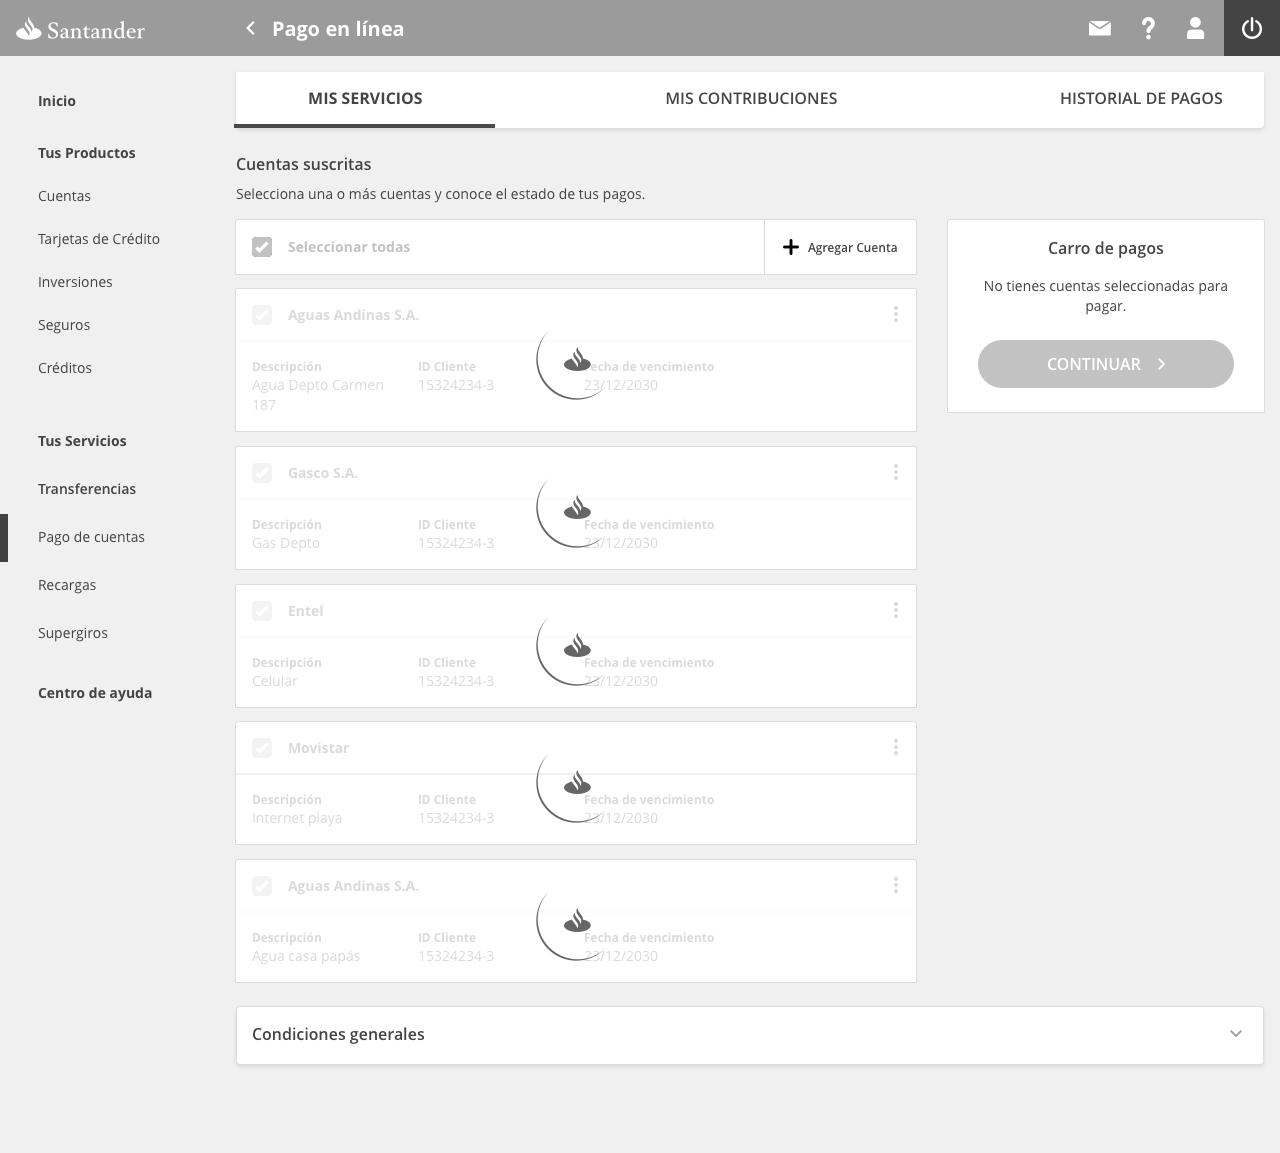 Santander
Pago en línea
Inicio
Tus Productos
Cuentas
Tarjetas de Crédito
Inversiones
Seguros
Créditos
Tus Servicios
Transferencias
Pago de cuentas
Recargas
Supergiros
Centro de ayuda
MIS SERVICIOS
MIS CONTRIBUCIONES
HISTORIAL DE PAGOS
Cuentas suscritas
Selecciona una o más cuentas y conoce el estado de tus pagos.
Seleccionar todas
Agregar Cuenta
Aguas Andinas S.A.
Descripción ID Cliente Fecha de vencimiento
Agua Depto Carmen 15324234-3 23/12/2030
187
Gasco S.A.
Descripción ID Cliente Fecha de vencimiento
Gas Depto 15324234-3 23/12/2030
Entel
Descripción ID Cliente Fecha de vencimiento
Celular 15324234-3 23/12/2030
Movistar
Descripción ID Cliente Fecha de vencimiento
Internet playa 15324234-3 23/12/2030
Aguas Andinas S.A.
Descripción ID Cliente Fecha de vencimiento
Agua casa papás 15324234-3 23/12/2030
Carro de pagos
No tienes cuentas seleccionadas para
pagar.
CONTINUAR
Condiciones generales